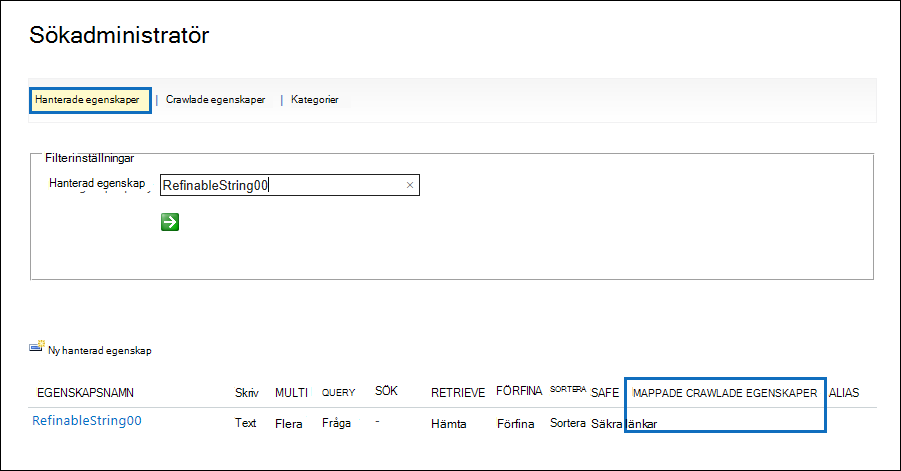 Sökadministratör
Hanterade egenskaper | Crawlade egenskaper | Kategorier
Filterinställningar
Hanterad egenskap RefinableString00 ×
Ny hanterad egenskap
EGENSKAPSNAMN Skriv MULTI QUERY SÖK RETRIEVE FÖRFINA SORTERA SAFE MAPPADE CRAWLADE EGENSKAPER ALIAS
RefinableString00 Text Flera Fråga - Hämta Förfina Sortera Säkra länkar